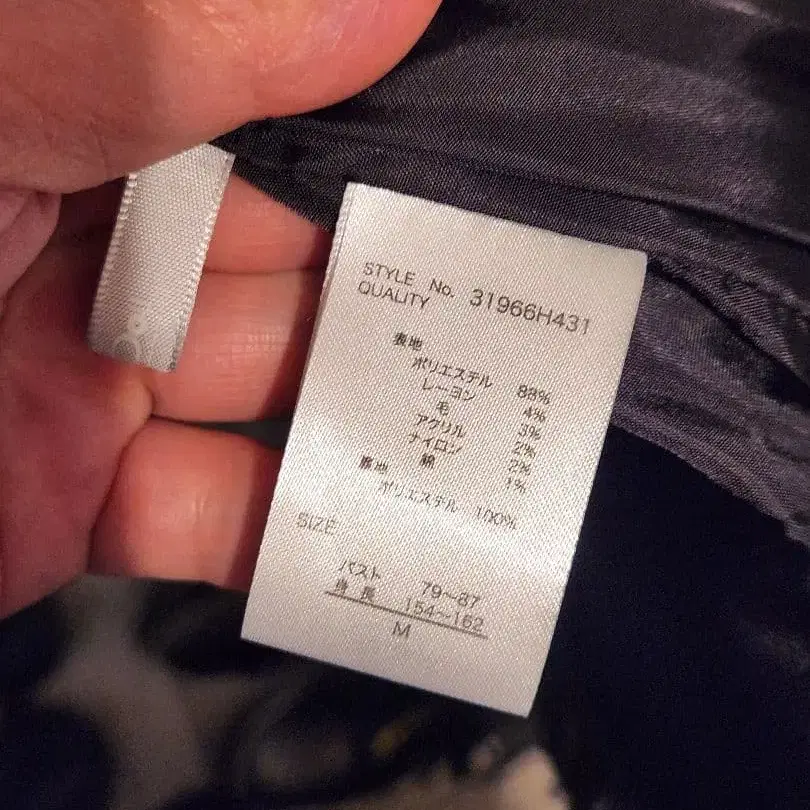 STYLE No. 31966H431
QUALITY
表地
ポリエステル 88%
レーヨン 4%
毛 3%
アクリル 2%
ナイロン 2%
綿 1%
裏地
ポリエステル 100%
SIZE
バスト 79〜87
身長 154〜162
M